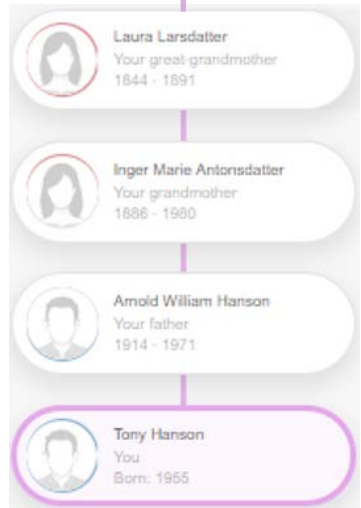 Laura Larsdatter
Your great-grandmother
1844 - 1891
Inger Marie Antonsdatter
Your grandmother
1886 - 1980
Arnold William Hanson
Your father
1914 - 1971
Tony Hanson
You
Born: 1955